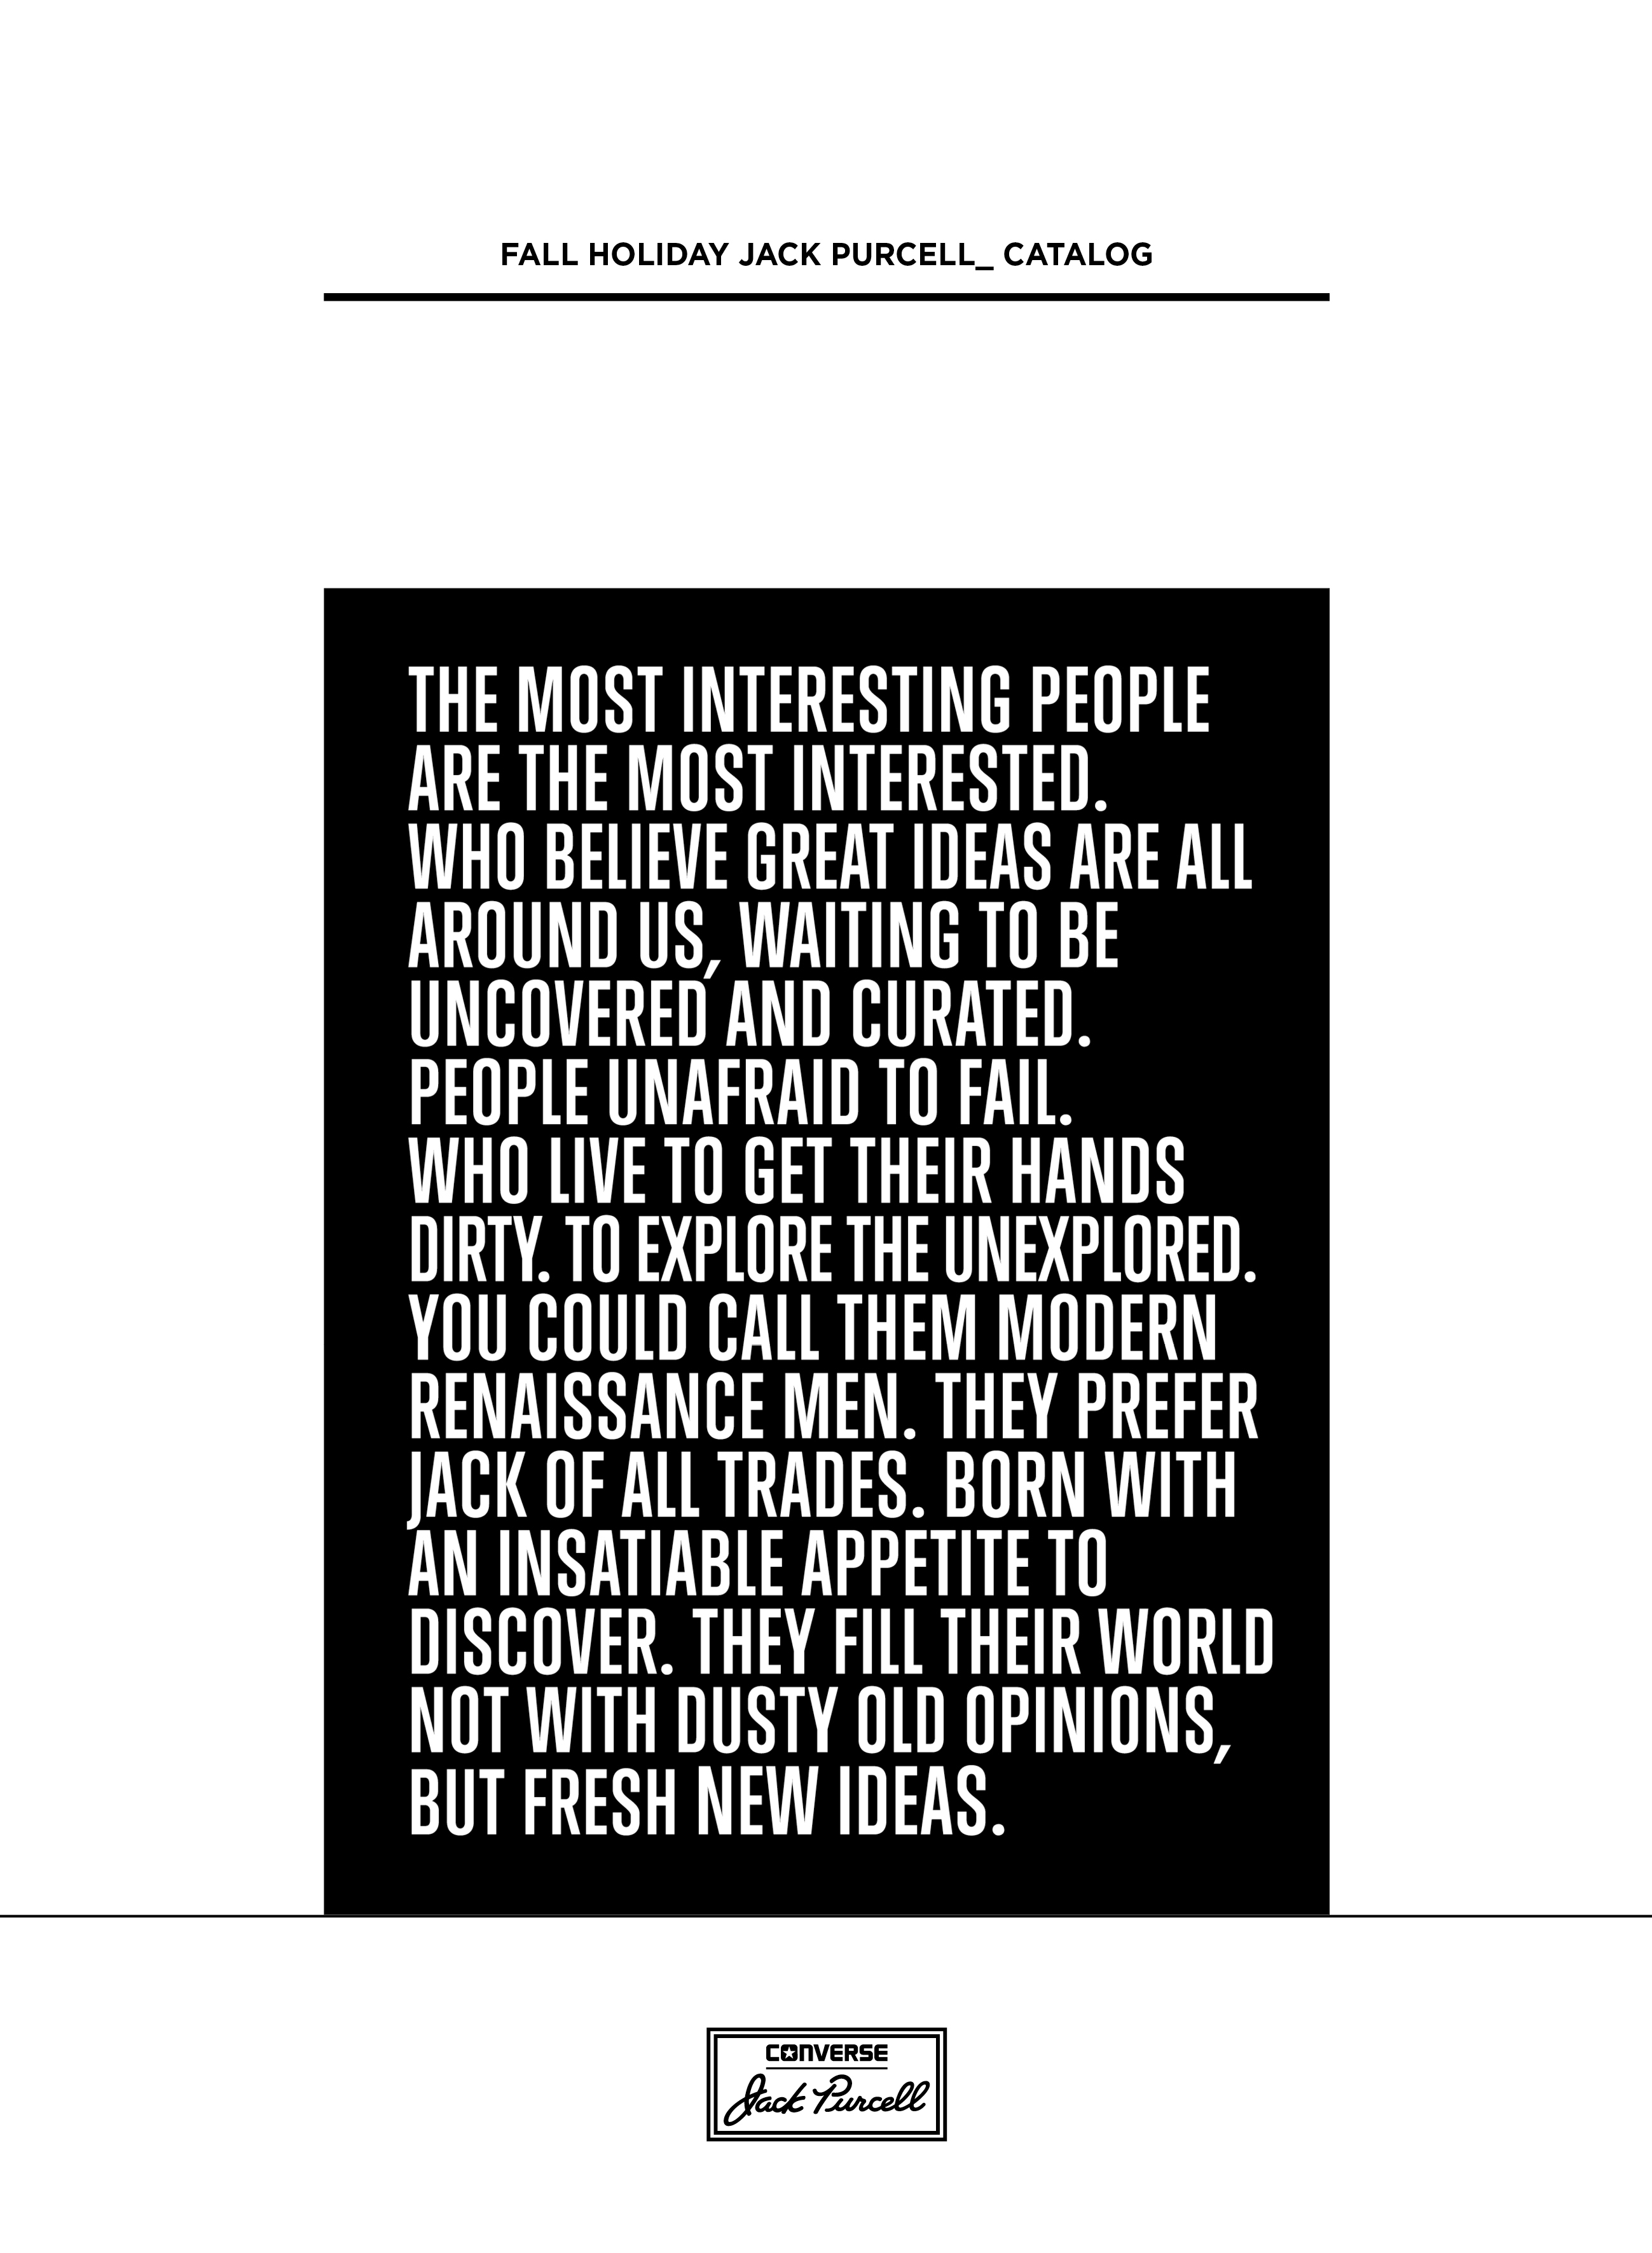 FALL HOLIDAY JACK PURCELL_ CATALOG
THE MOST INTERESTING PEOPLE
ARE THE MOST INTERESTED.
WHO BELIEVE GREAT IDEAS ARE ALL
AROUND US, WAITING TO BE
UNCOVERED AND CURATED.
PEOPLE UNAFRAID TO FAIL.
WHO LIVE TO GET THEIR HANDS
DIRTY. TO EXPLORE THE UNEXPLORED.
YOU COULD CALL THEM MODERN
RENAISSANCE MEN. THEY PREFER
JACK OF ALL TRADES. BORN WITH
AN INSATIABLE APPETITE TO
DISCOVER. THEY FILL THEIR WORLD
NOT WITH DUSTY OLD OPINIONS,
BUT FRESH NEW IDEAS.
CONVERSE
Jack Purcell